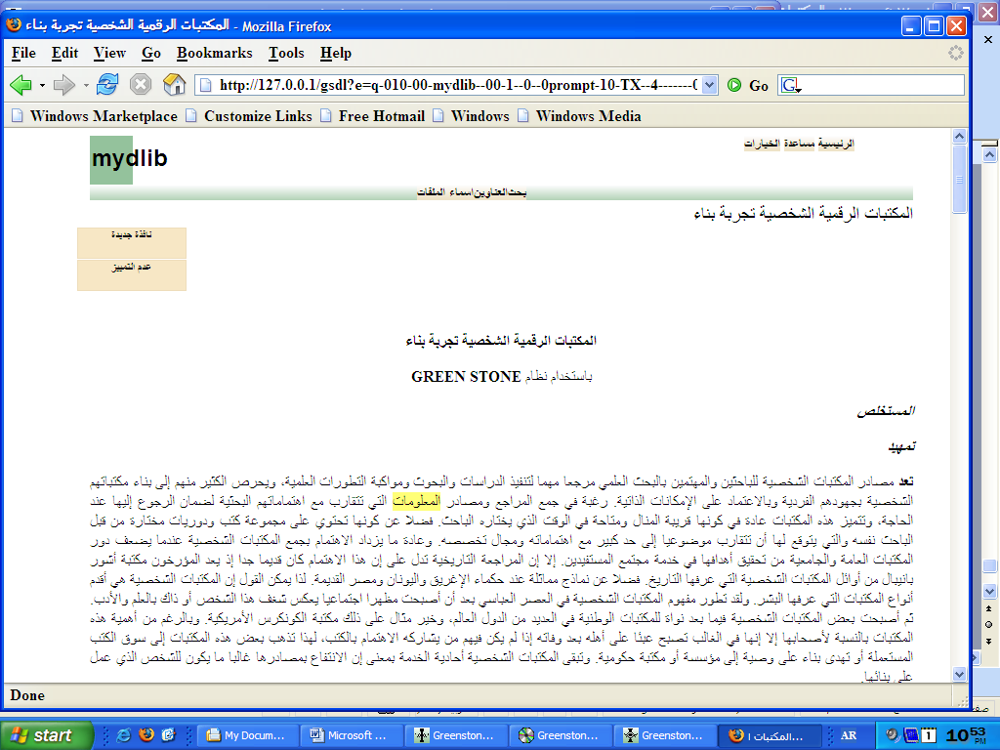 المكتبات الرقمية الشخصية تجربة بناء - Mozilla Firefox
File Edit View Go Bookmarks Tools Help
http://127.0.0.1/gsdl?e=q-010-00-mydlib--00-1--0--0prompt-10-TX--4-------0 Go
Windows Marketplace Customize Links Free Hotmail Windows Windows Media
mydlib
الرئيسية مساعدة الخيارات
بحث العناوين اسماء الملفات
المكتبات الرقمية الشخصية تجربة بناء
نافذة جديدة
عدم التمييز
المكتبات الرقمية الشخصية تجربة بناء
باستخدام نظام GREEN STONE
المستخلص
تمهيد
تعد مصادر المكتبات الشخصية للباحثين والمهتمين بالبحث العلمي مرجعا مهما لتنفيذ الدراسات والبحوث ومواكبة التطورات العلمية، ويحرص الكثير منهم إلى بناء مكتباتهم
الشخصية بجهودهم الفردية وبالاعتماد على الإمكانات الذاتية. رغبة في جمع المراجع ومصادر المعلومات التي تتقارب مع اهتماماتهم البحثية لضمان الرجوع إليها عند
الحاجة، وتتميز هذه المكتبات عادة في كونها قريبة المنال ومتاحة في الوقت الذي يختاره الباحث. فضلا عن كونها تحتوي على مجموعة كتب ودوريات مختارة من قبل
الباحث نفسه والتي يتوقع لها أن تتقارب موضوعيا إلى حد كبير مع اهتماماته ومجال تخصصه. وعادة ما يزداد الاهتمام بجمع المكتبات الشخصية عندما يضعف دور
المكتبات العامة والجامعية من تحقيق أهدافها في خدمة مجتمع المستفيدين. إلا إن المراجعة التاريخية تدل على إن هذا الاهتمام كان قديما جدا إذ يعد المؤرخون مكتبة أشور
بانيبال من أوائل المكتبات الشخصية التي عرفها التاريخ. فضلا عن نماذج مماثلة عند حكماء الإغريق واليونان ومصر القديمة. لذا يمكن القول إن المكتبات الشخصية هي أقدم
أنواع المكتبات التي عرفها البشر. ولقد تطور مفهوم المكتبات الشخصية في العصر العباسي بعد أن أصبحت مظهرا اجتماعيا يعكس شغف هذا الشخص أو ذاك بالعلم والأدب.
ثم أصبحت بعض المكتبات الشخصية فيما بعد نواة للمكتبات الوطنية في العديد من الدول العالم، وخير مثال على ذلك مكتبة الكونكرس الأمريكية. وبالرغم من أهمية هذه
المكتبات بالنسبة لأصحابها إلا إنها في الغالب تصبح عبئا على أهله بعد وفاته إذا لم يكن فيهم من يشاركه الاهتمام بالكتب، لهذا تذهب بعض هذه المكتبات إلى سوق الكتب
المستعملة أو تهدى بناء على وصية إلى مؤسسة أو مكتبة حكومية. وتبقى المكتبات الشخصية أحادية الخدمة بمعنى إن الانتفاع بمصادرها غالبا ما يكون للشخص الذي عمل
على بنائها.
Done
start My Docum... Microsoft ... Greenston... Greenston... Greenston... المكتبات ا... AR 10 53 PM